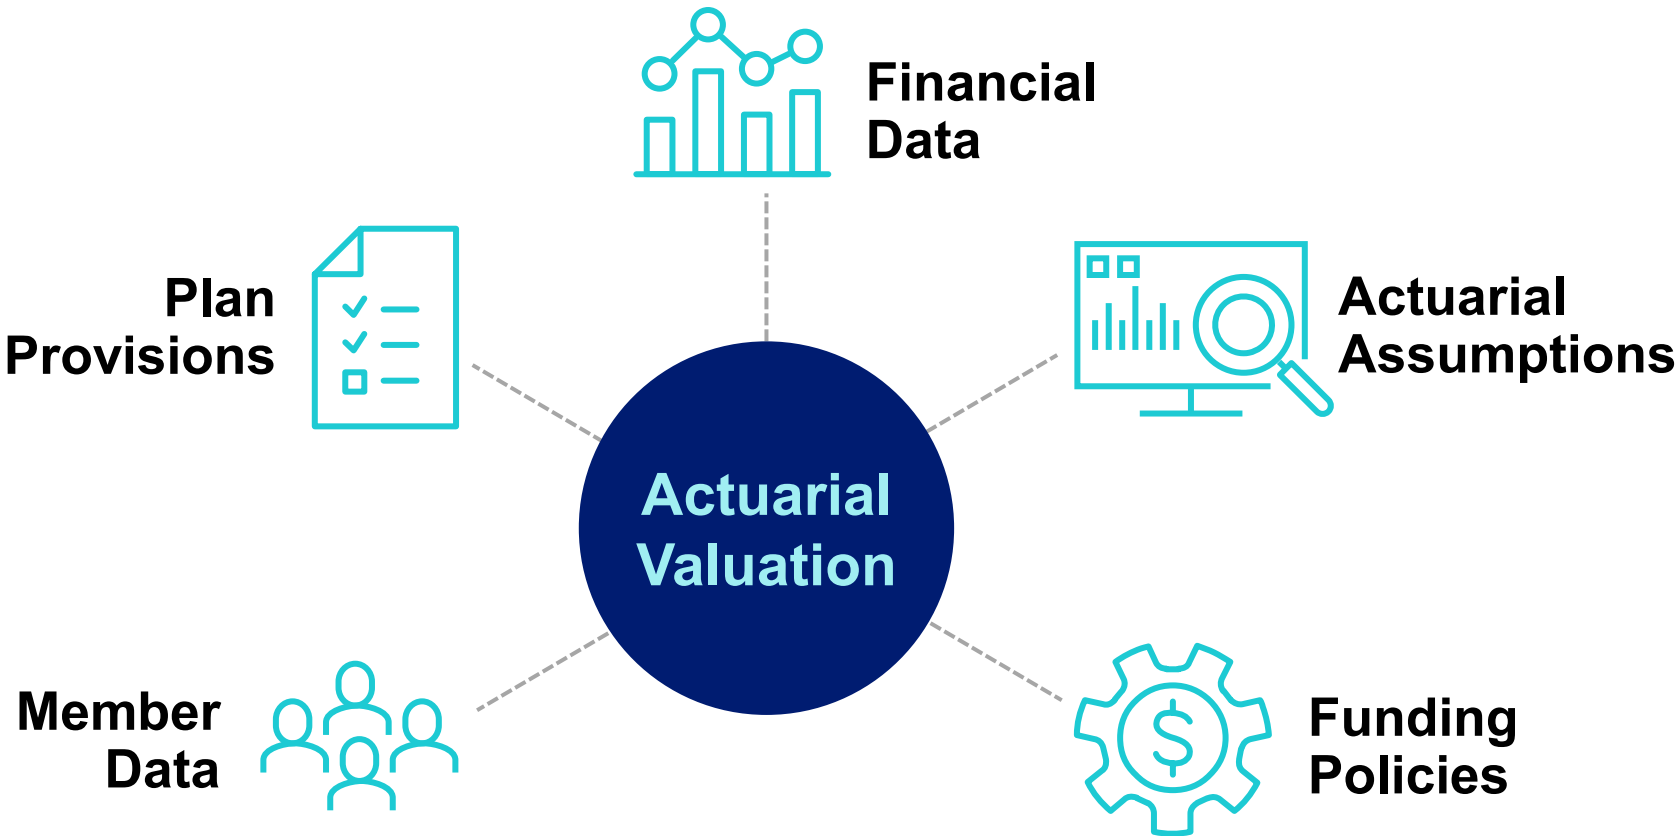 Financial
Data
Plan
Provisions
Actuarial
Assumptions
Actuarial
Valuation
Member
Data
$
Funding
Policies